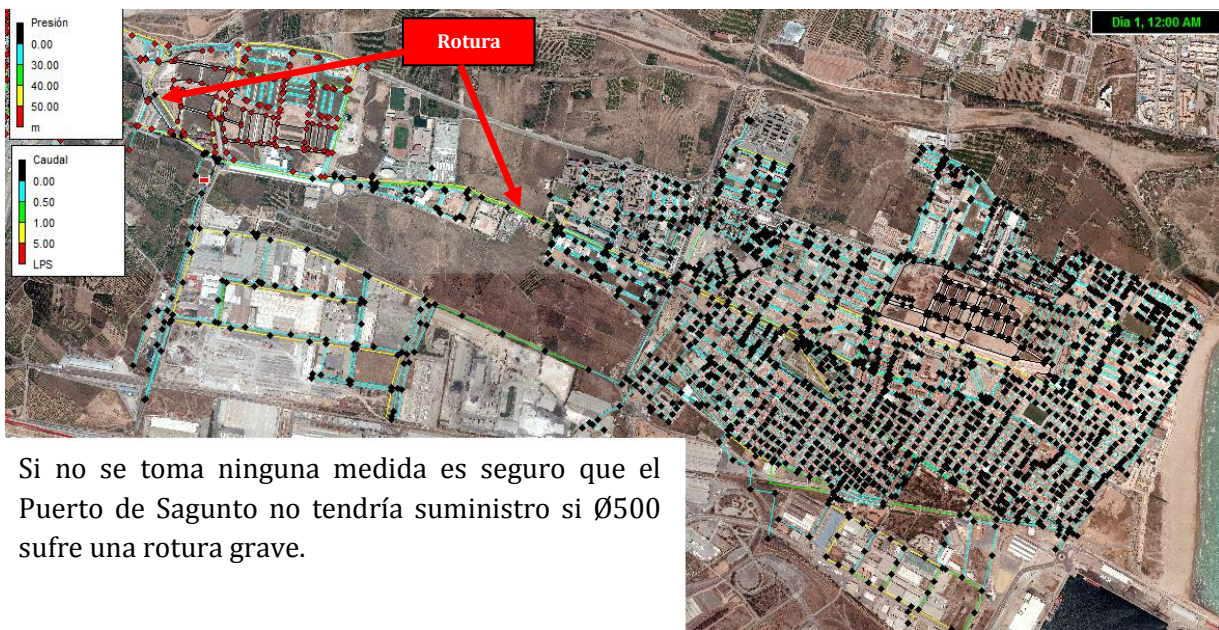 Presión
0.00
30.00
40.00
50.00
m
Caudal
0.00
0.50
1.00
5.00
LPS
Rotura
Día 1, 12:00 AM
Si no se toma ninguna medida es seguro que el
Puerto de Sagunto no tendría suministro si Ø500
sufre una rotura grave.